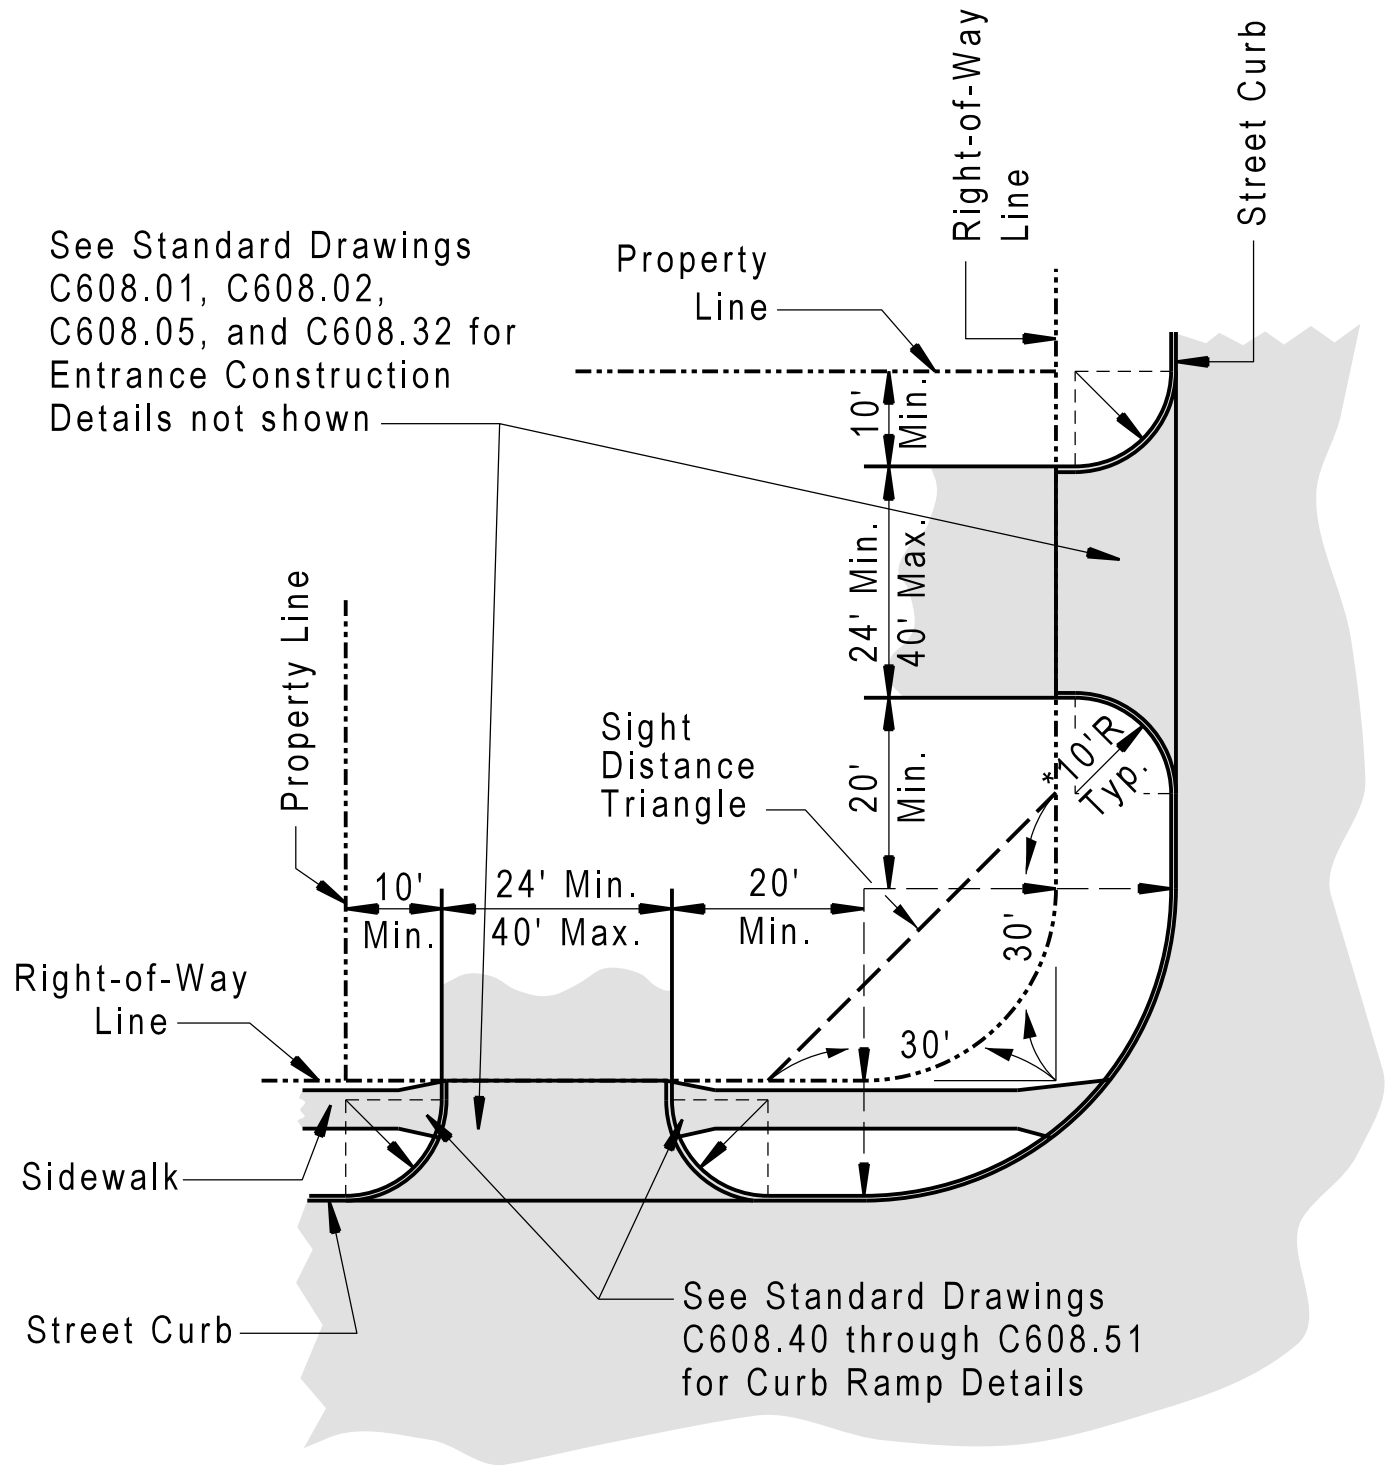 Right-of-Way
Line
Street Curb
See Standard Drawings
C608.01, C608.02,
C608.05, and C608.32 for
Entrance Construction
Details not shown
Property
Line
10'
Min.
24' Min.
40' Max.
Property Line
Sight
Distance
Triangle
20'
Min.
*10'R
Typ.
10'
Min.
24' Min.
40' Max.
20'
Min.
30'
30'
Right-of-Way
Line
Sidewalk
Street Curb
See Standard Drawings
C608.40 through C608.51
for Curb Ramp Details